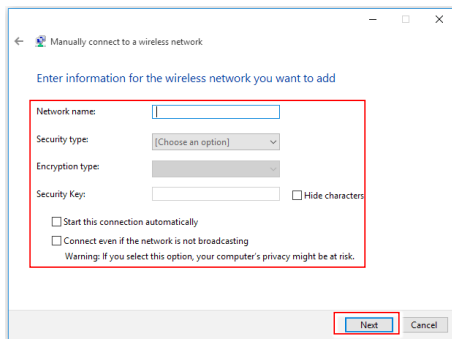 Manually connect to a wireless network
Enter information for the wireless network you want to add
Network name:
Security type: [Choose an option]
Encryption type:
Security Key: Hide characters
Start this connection automatically
Connect even if the network is not broadcasting
Warning: If you select this option, your computer's privacy might be at risk.
Next Cancel